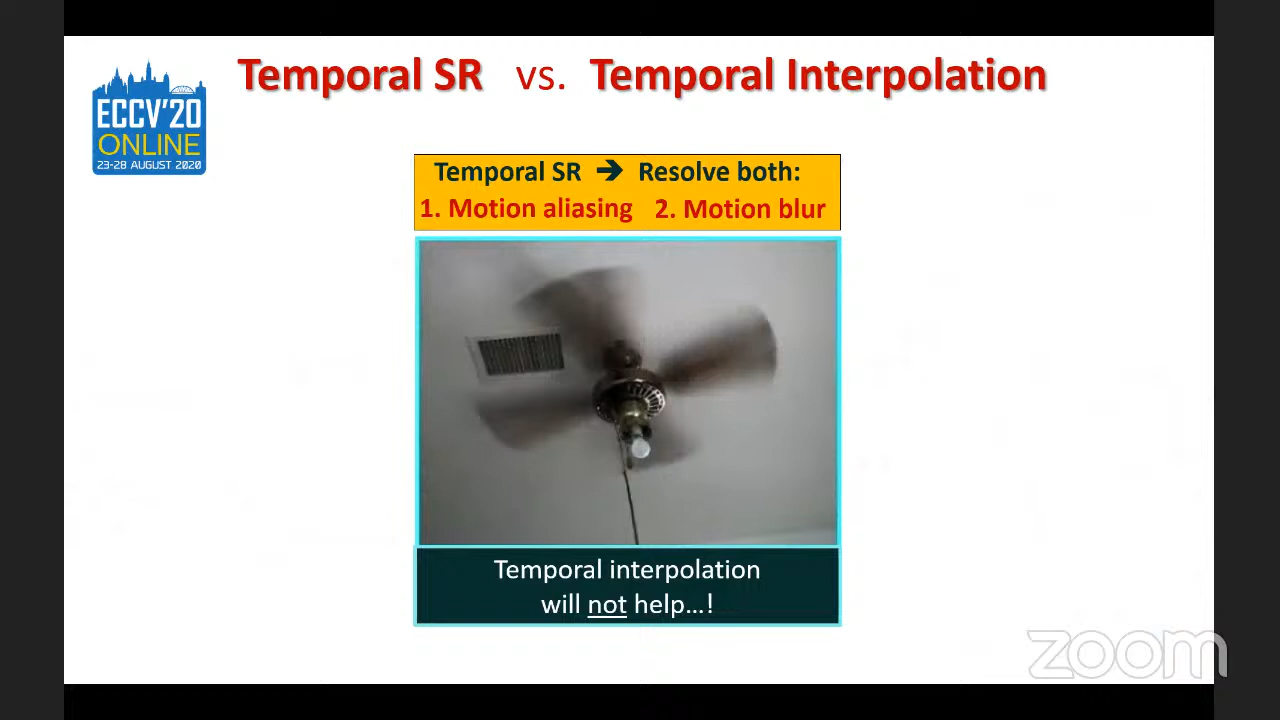 Temporal SR vs. Temporal Interpolation
ECCV'20
ONLINE
23-28 AUGUST 2020
Temporal SR ➔ Resolve both:
1. Motion aliasing 2. Motion blur
Temporal interpolation
will not help...!
zoom